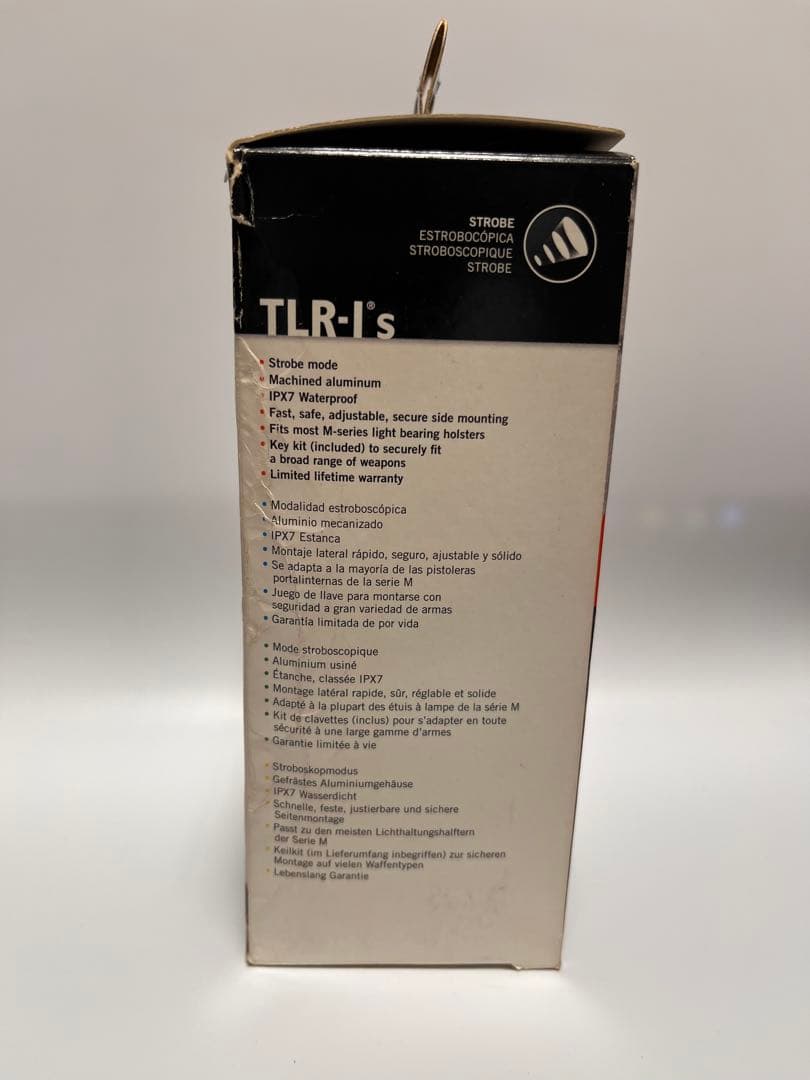 STROBE
ESTROBOCÓPICA
STROBOSCOPIQUE
STROBE
TLR-1® s
• Strobe mode
• Machined aluminum
• IPX7 Waterproof
• Fast, safe, adjustable, secure side mounting
• Fits most M-series light bearing holsters
• Key kit (included) to securely fit
a broad range of weapons
• Limited lifetime warranty
• Modalidad estroboscópica
• Aluminio mecanizado
• IPX7 Estanca
• Montaje lateral rápido, seguro, ajustable y sólido
• Se adapta a la mayoría de las pistoleras
portalinternas de la serie M
• Juego de llave para montarse con
seguridad a gran variedad de armas
• Garantía limitada de por vida
• Mode stroboscopique
• Aluminium usiné
• Étanche, classée IPX7
• Montage latéral rapide, sûr, réglable et solide
• Adapté à la plupart des étuis à lampe de la série M
• Kit de clavettes (inclus) pour s'adapter en toute
sécurité à une large gamme d'armes
• Garantie limitée à vie
• Stroboskopmodus
• Gefrästes Aluminiumgehäuse
• IPX7 Wasserdicht
• Schnelle, feste, justierbare und sichere
Seitenmontage
• Passt zu den meisten Lichthaltungshalftern
der Serie M
• Keilkit (im Lieferumfang inbegriffen) zur sicheren
Montage auf vielen Waffentypen
• Lebenslang Garantie